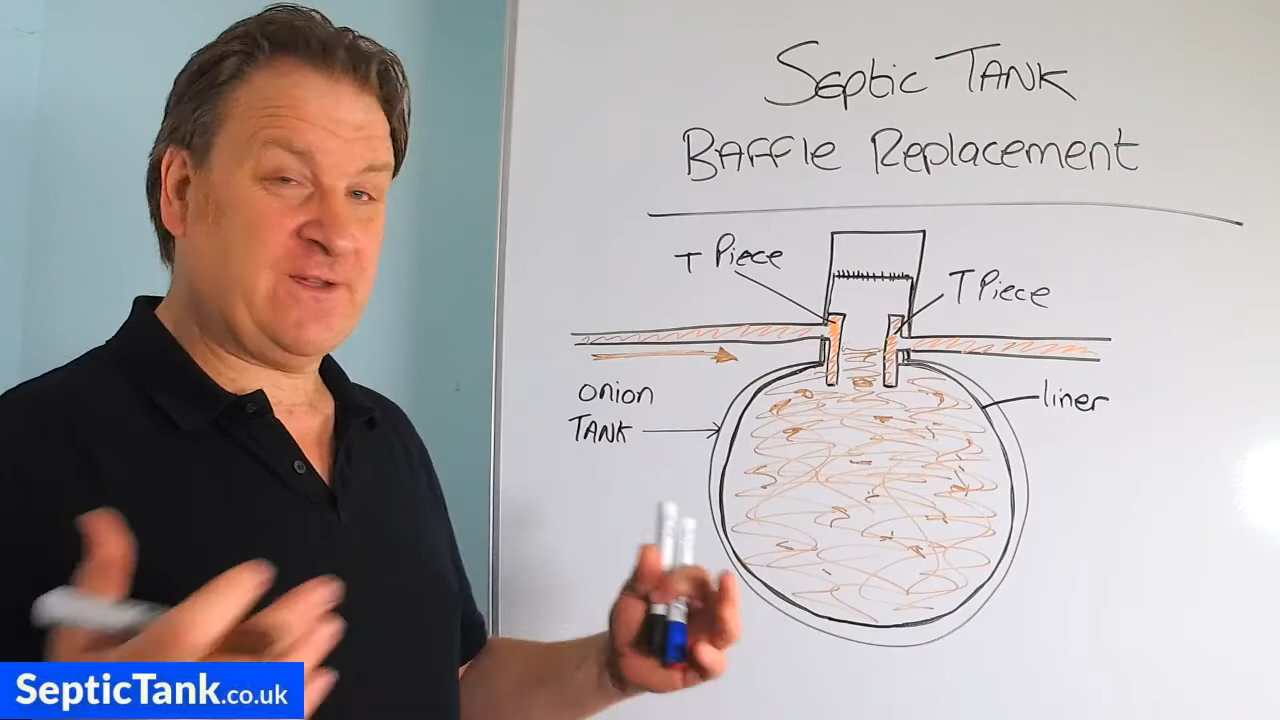 Septic Tank
Baffle Replacement
T Piece
T Piece
onion
TANK
liner
SepticTank.co.uk